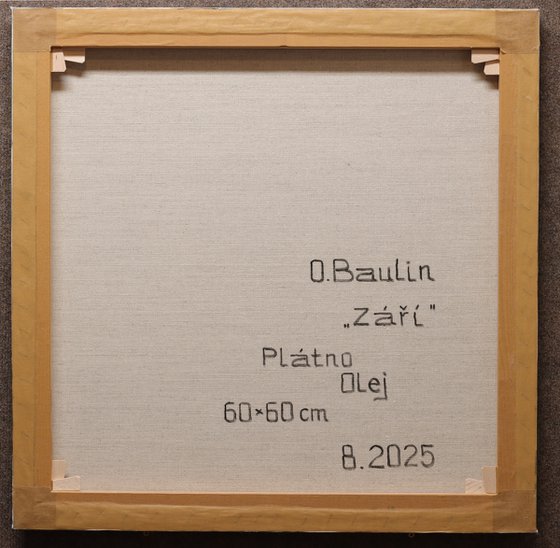 O.Baulin
„Září"
Plátno
Olej
60×60 cm
8.2025